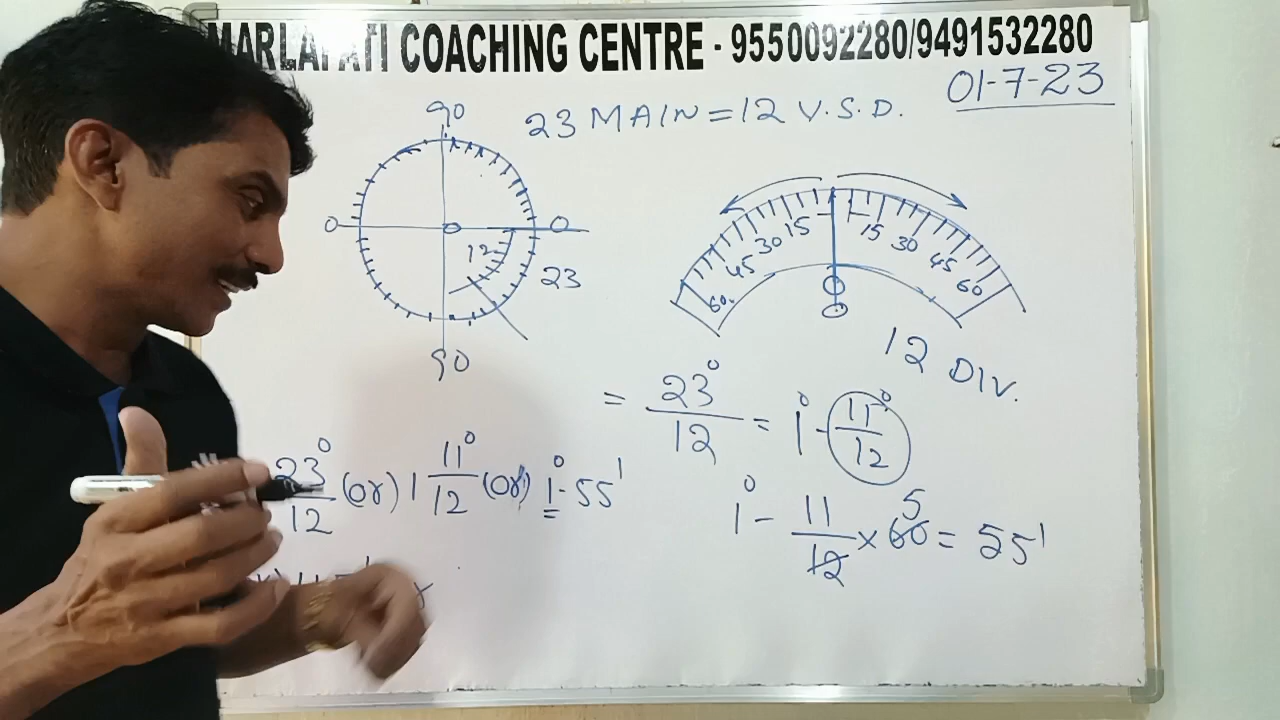 MARLAPATI COACHING CENTRE - 9550092280/9491532280
01-7-23
23 MAIN = 12 V.S.D.
90
0 0
12
23
90
60 45 30 15 15 30 45 60
0
12 DIV.
= 23° / 12 = 1° - 11° / 12
1° - 11 / 12 × 60 5 = 55'
23° / 12 (or) 1 11° / 12 (or) 1° - 55'